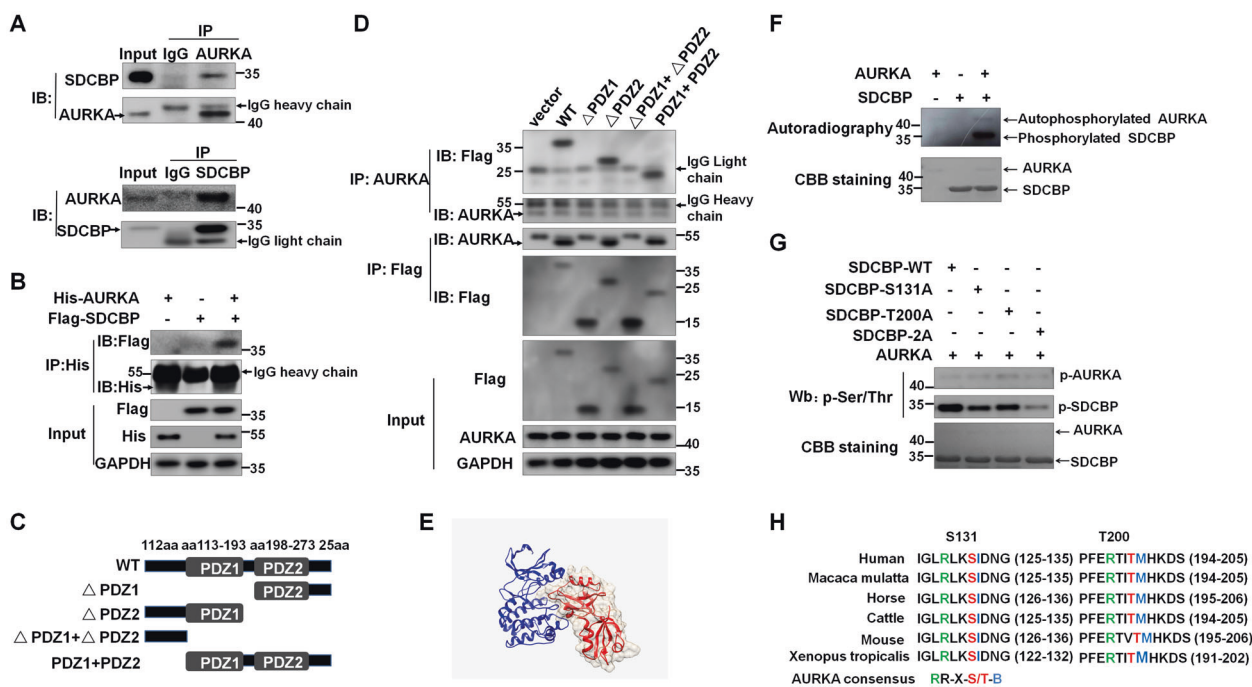 A
IP
Input IgG AURKA
SDCBP
35
IB:
AURKA
IgG heavy chain
40
IP
Input IgG SDCBP
AURKA
40
IB:
35
SDCBP
IgG light chain
B
His-AURKA + - +
Flag-SDCBP - + +
IP:His
IB:Flag
35
55
IgG heavy chain
IB:His
Input
Flag
35
His
55
GAPDH
35
C
112aa aa113-193 aa198-273 25aa
WT PDZ1 PDZ2
△ PDZ1 PDZ2
△ PDZ2 PDZ1
△ PDZ1+△ PDZ2
PDZ1+PDZ2 PDZ1 PDZ2
D
vector WT △ PDZ1 △ PDZ2 △ PDZ1+ △ PDZ2 PDZ1+ PDZ2
IP: AURKA
IB: Flag
35
25
IgG Light chain
55
IgG Heavy chain
IB: AURKA
IP: Flag
IB: AURKA
55
35
25
IB: Flag
15
Input
35
Flag
25
15
AURKA
40
GAPDH
35
E
F
AURKA + - +
SDCBP - + +
Autoradiography
40
35
Autophosphorylated AURKA
Phosphorylated SDCBP
CBB staining
40
35
AURKA
SDCBP
G
SDCBP-WT + - - -
SDCBP-S131A - + - -
SDCBP-T200A - - + -
SDCBP-2A - - - +
AURKA + + + +
Wb: p-Ser/Thr
40
35
p-AURKA
p-SDCBP
CBB staining
40
35
AURKA
SDCBP
H
S131 T200
Human IGLRLKSIDNG (125-135) PFERTITMHKDS (194-205)
Macaca mulatta IGLRLKSIDNG (125-135) PFERTITMHKDS (194-205)
Horse IGLRLKSIDNG (126-136) PFERTITMHKDS (195-206)
Cattle IGLRLKSIDNG (125-135) PFERTITMHKDS (194-205)
Mouse IGLRLKSIDNG (126-136) PFERTVTMHKDS (195-206)
Xenopus tropicalis IGLRLKSIDNG (122-132) PFERTITMHKDS (191-202)
AURKA consensus RR-X-S/T-B